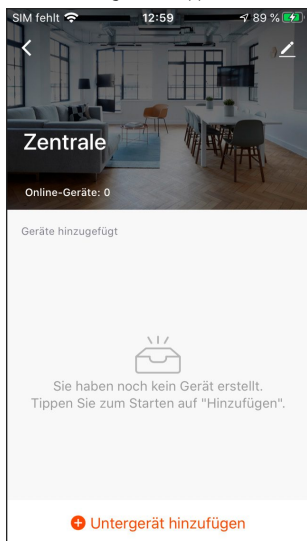 SIM fehlt 12:59 89 %
Zentrale
Online-Geräte: 0
Geräte hinzugefügt
Sie haben noch kein Gerät erstellt.
Tippen Sie zum Starten auf "Hinzufügen".
Untergerät hinzufügen